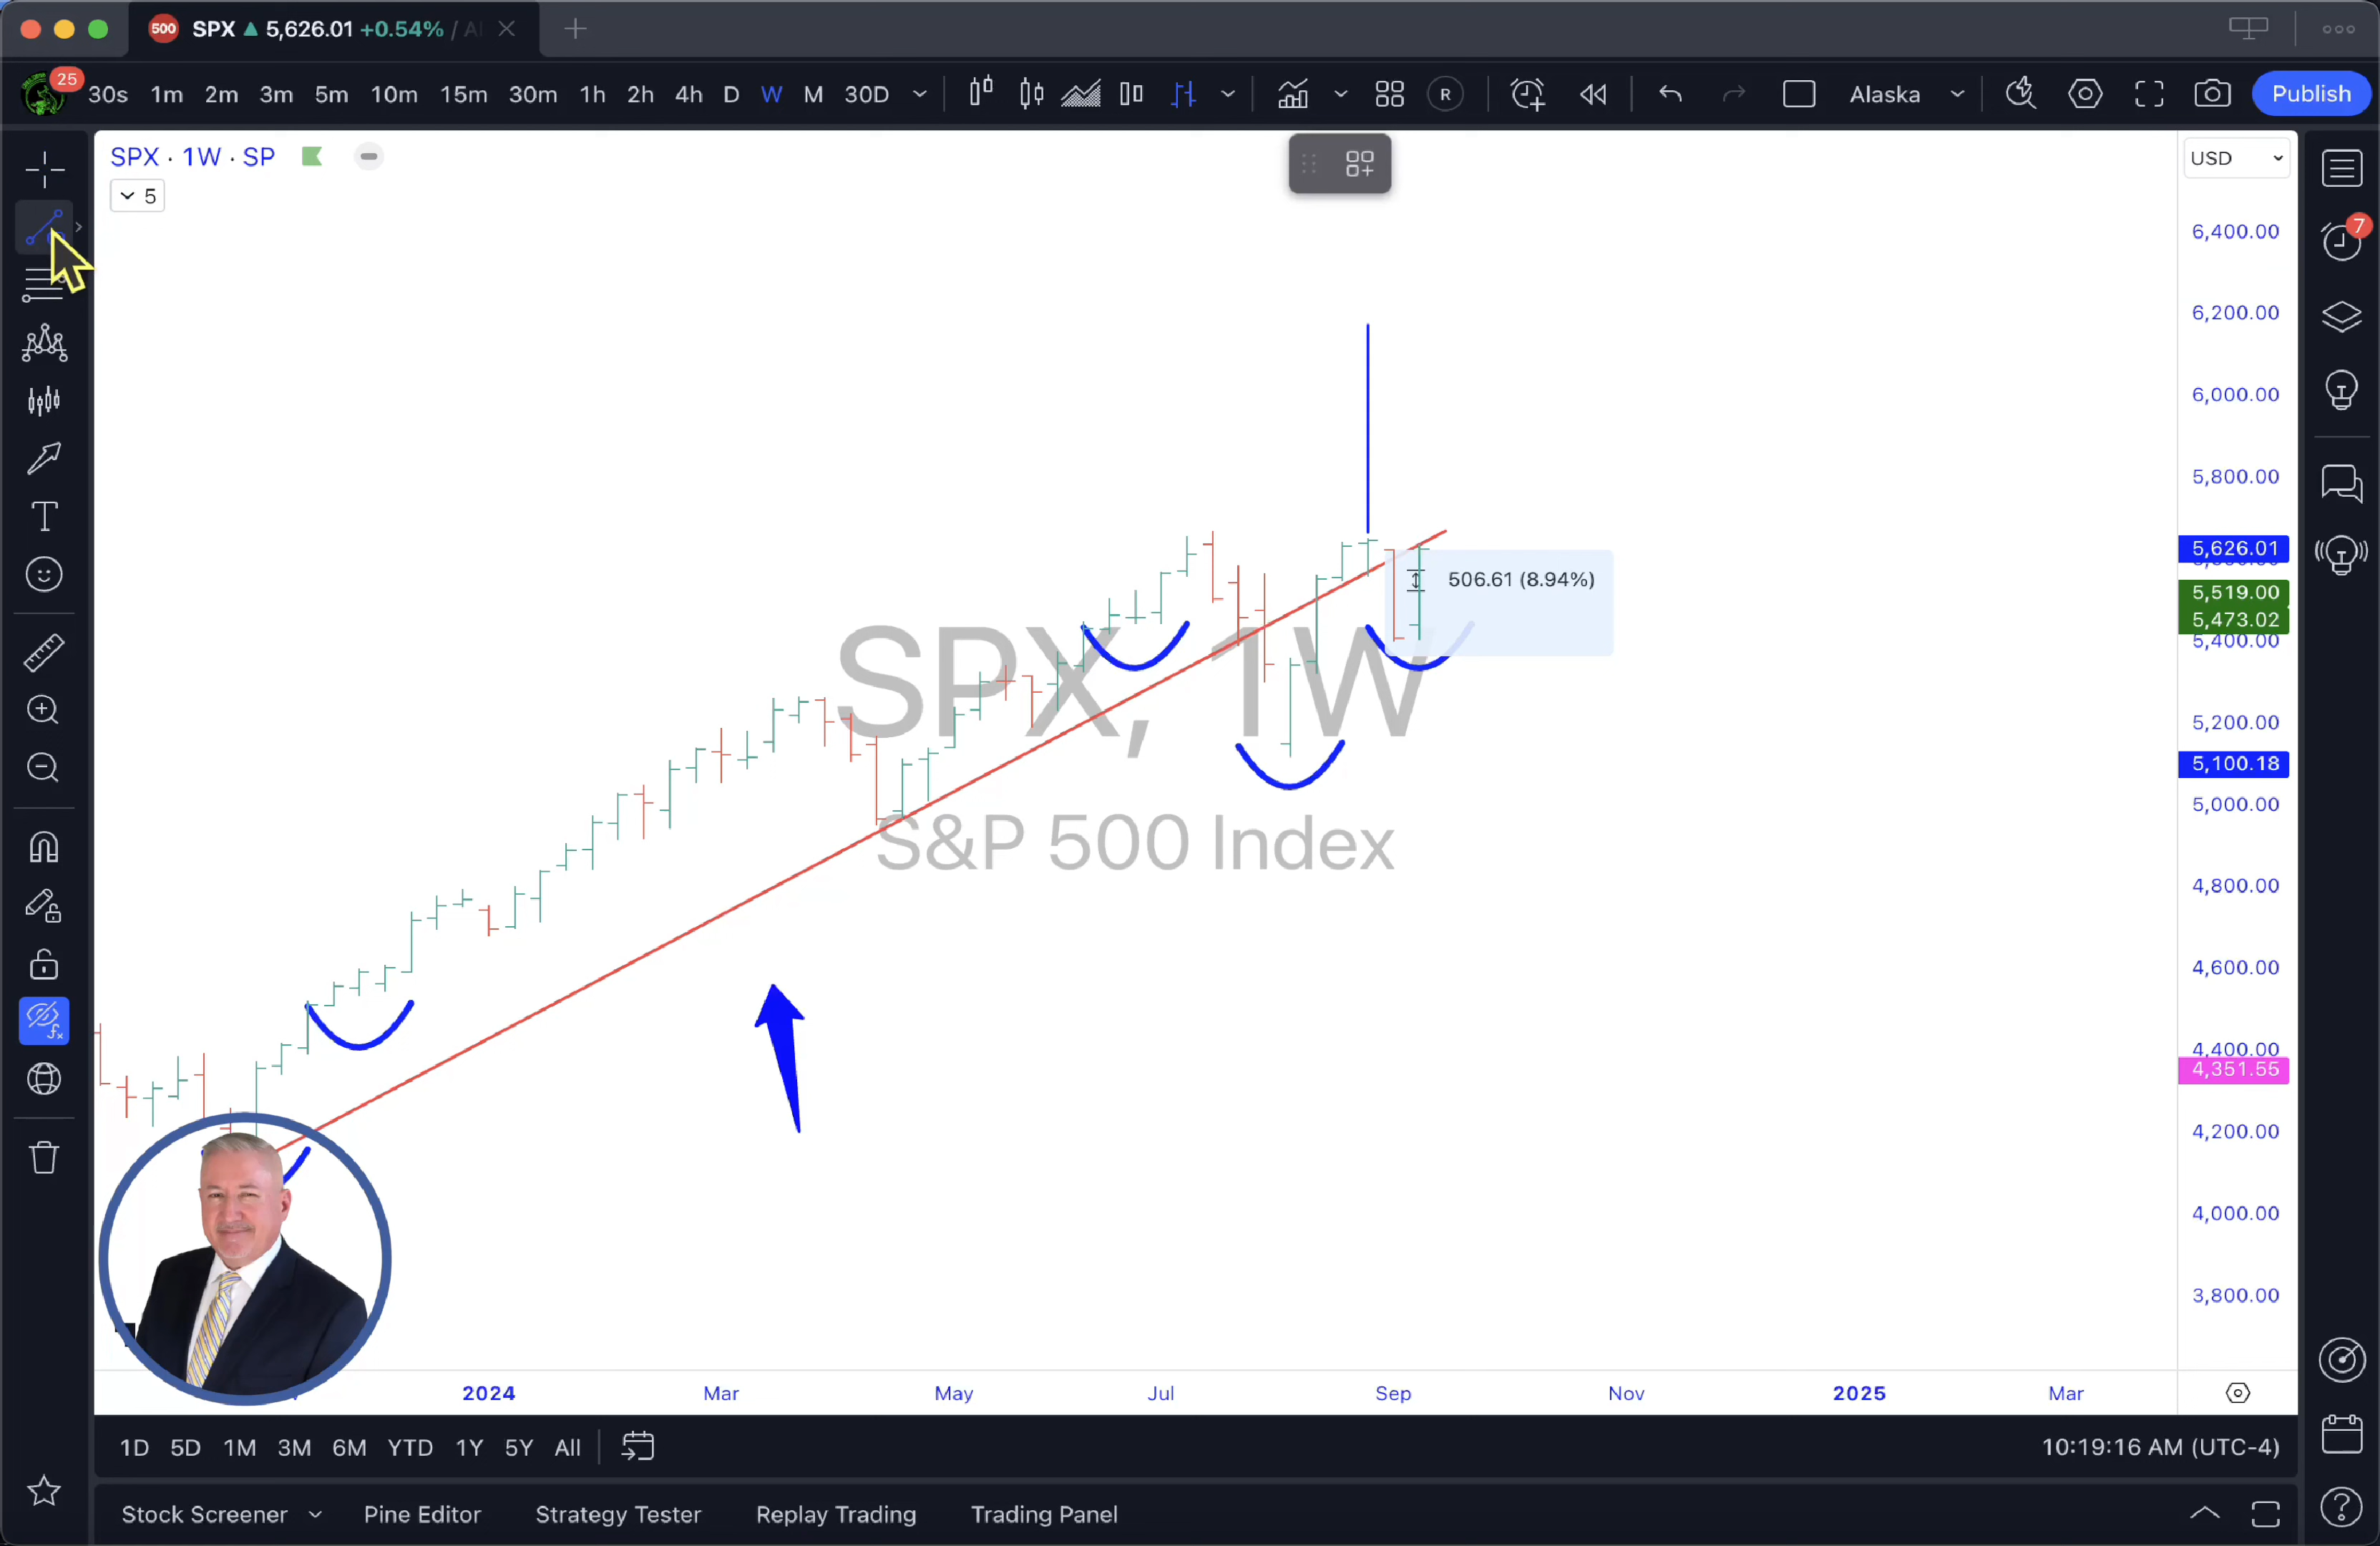 500 SPX ▲ 5,626.01 +0.54% /
25 30s 1m 2m 3m 5m 10m 15m 30m 1h 2h 4h D W M 30D R Alaska Publish
SPX · 1W · SP
USD
5
7
6,400.00
6,200.00
6,000.00
5,800.00
5,626.01
506.61 (8.94%)
5,519.00
5,473.02
5,400.00
SPX, 1W
5,200.00
5,100.18
5,000.00
S&P 500 Index
4,800.00
4,600.00
4,400.00
4,351.55
4,200.00
4,000.00
3,800.00
2024 Mar May Jul Sep Nov 2025 Mar
1D 5D 1M 3M 6M YTD 1Y 5Y All
10:19:16 AM (UTC-4)
Stock Screener Pine Editor Strategy Tester Replay Trading Trading Panel